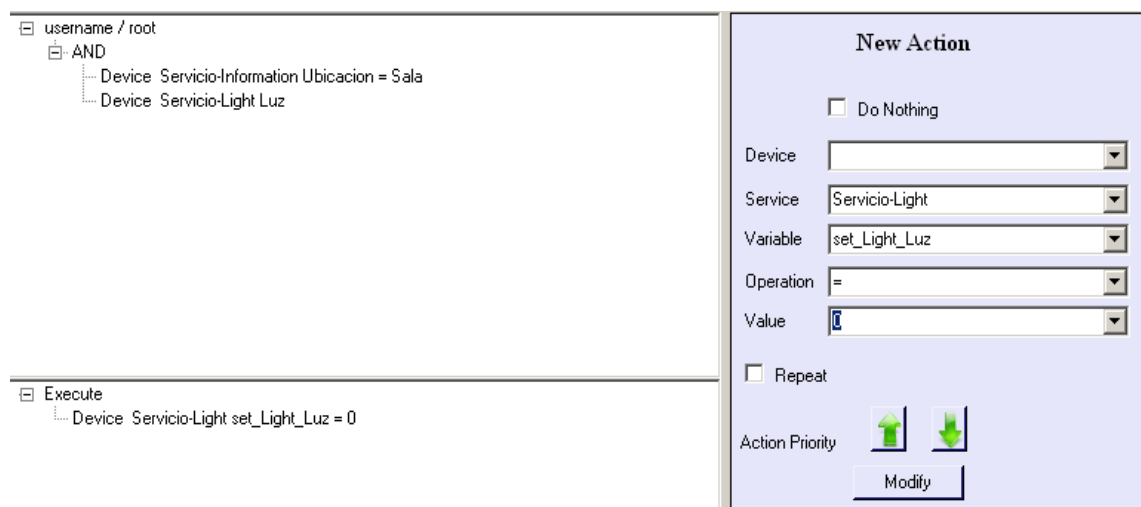 username / root
AND
Device Servicio-Information Ubicacion = Sala
Device Servicio-Light Luz
Execute
Device Servicio-Light set_Light_Luz = 0
New Action
Do Nothing
Device
Service Servicio-Light
Variable set_Light_Luz
Operation =
Value 0
Repeat
Action Priority
Modify